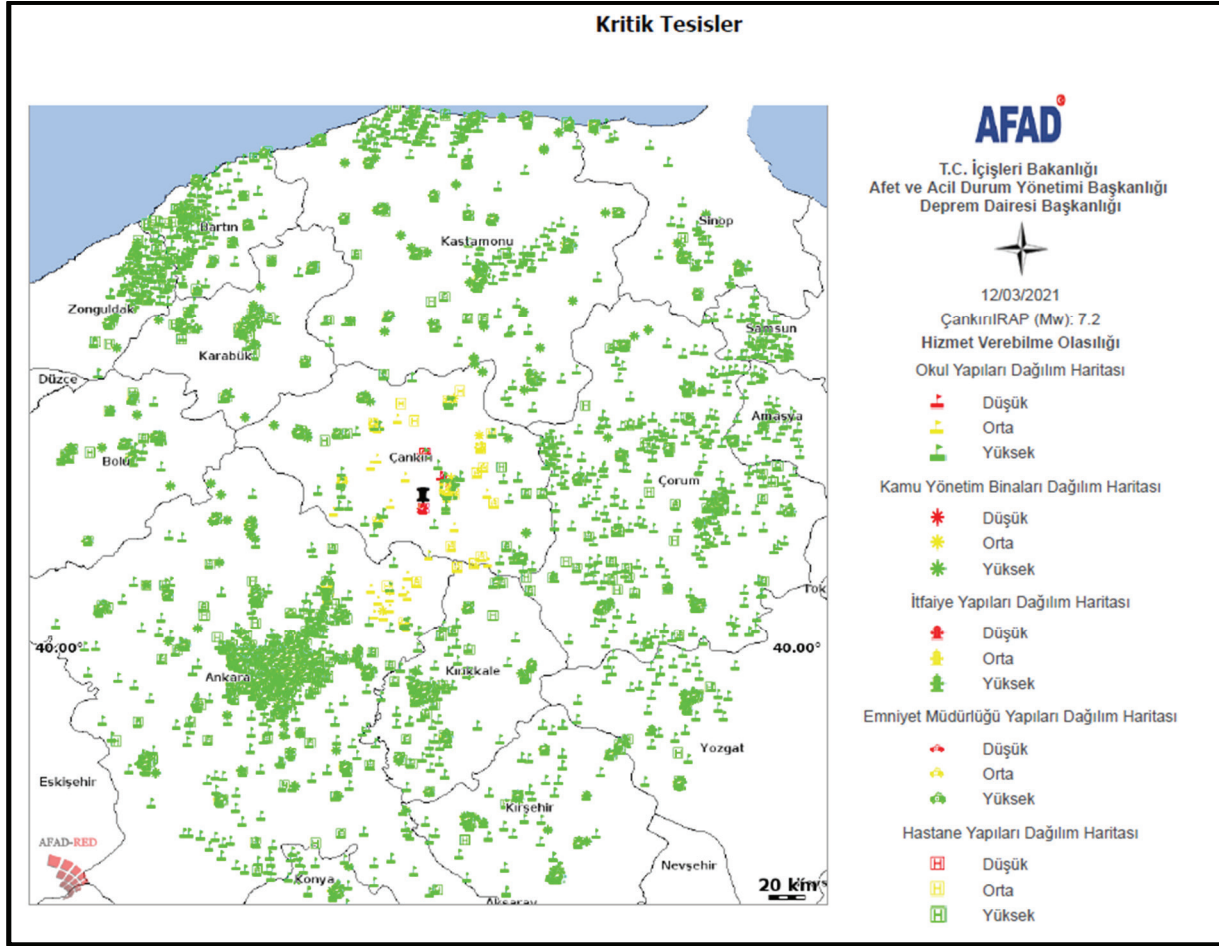 Kritik Tesisler
AFAD
T.C. İçişleri Bakanlığı
Afet ve Acil Durum Yönetimi Başkanlığı
Deprem Dairesi Başkanlığı
12/03/2021
ÇankırıIRAP (Mw): 7.2
Hizmet Verebilme Olasılığı
Okul Yapıları Dağılım Haritası
Düşük
Orta
Yüksek
Kamu Yönetim Binaları Dağılım Haritası
Düşük
Orta
Yüksek
İtfaiye Yapıları Dağılım Haritası
Düşük
Orta
Yüksek
Emniyet Müdürlüğü Yapıları Dağılım Haritası
Düşük
Orta
Yüksek
Hastane Yapıları Dağılım Haritası
Düşük
Orta
Yüksek
Sinop
Bartın
Kastamonu
Zonguldak
Samsun
Karabük
Düzce
Amasya
Bolu
Çankırı
Çorum
Tok
40.00°
40.00°
Ankara
Kırıkkale
Yozgat
Eskişehir
Kırşehir
AFAD-RED
Nevşehir
Konya
20 km
Aksaray